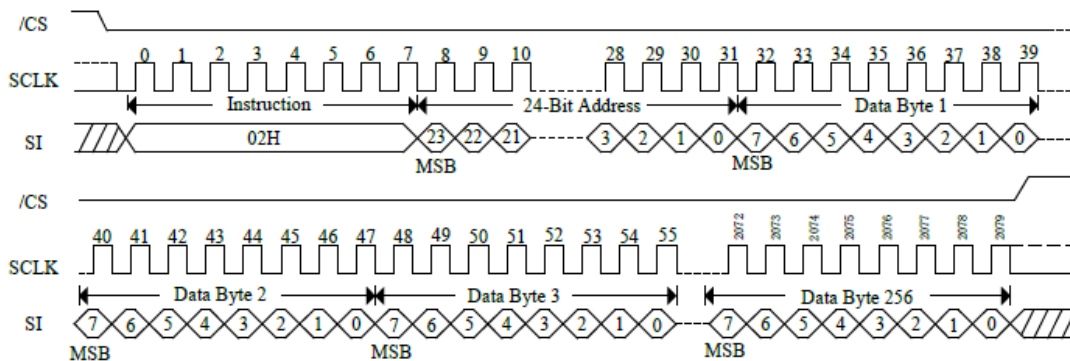 /CS
0 1 2 3 4 5 6 7 8 9 10 28 29 30 31 32 33 34 35 36 37 38 39
SCLK
Instruction 24-Bit Address Data Byte 1
SI 02H 23 22 21 3 2 1 0 7 6 5 4 3 2 1 0
MSB MSB
/CS
40 41 42 43 44 45 46 47 48 49 50 51 52 53 54 55 2072 2073 2074 2075 2076 2077 2078 2079
SCLK
Data Byte 2 Data Byte 3 Data Byte 256
SI 7 6 5 4 3 2 1 0 7 6 5 4 3 2 1 0 7 6 5 4 3 2 1 0
MSB MSB MSB